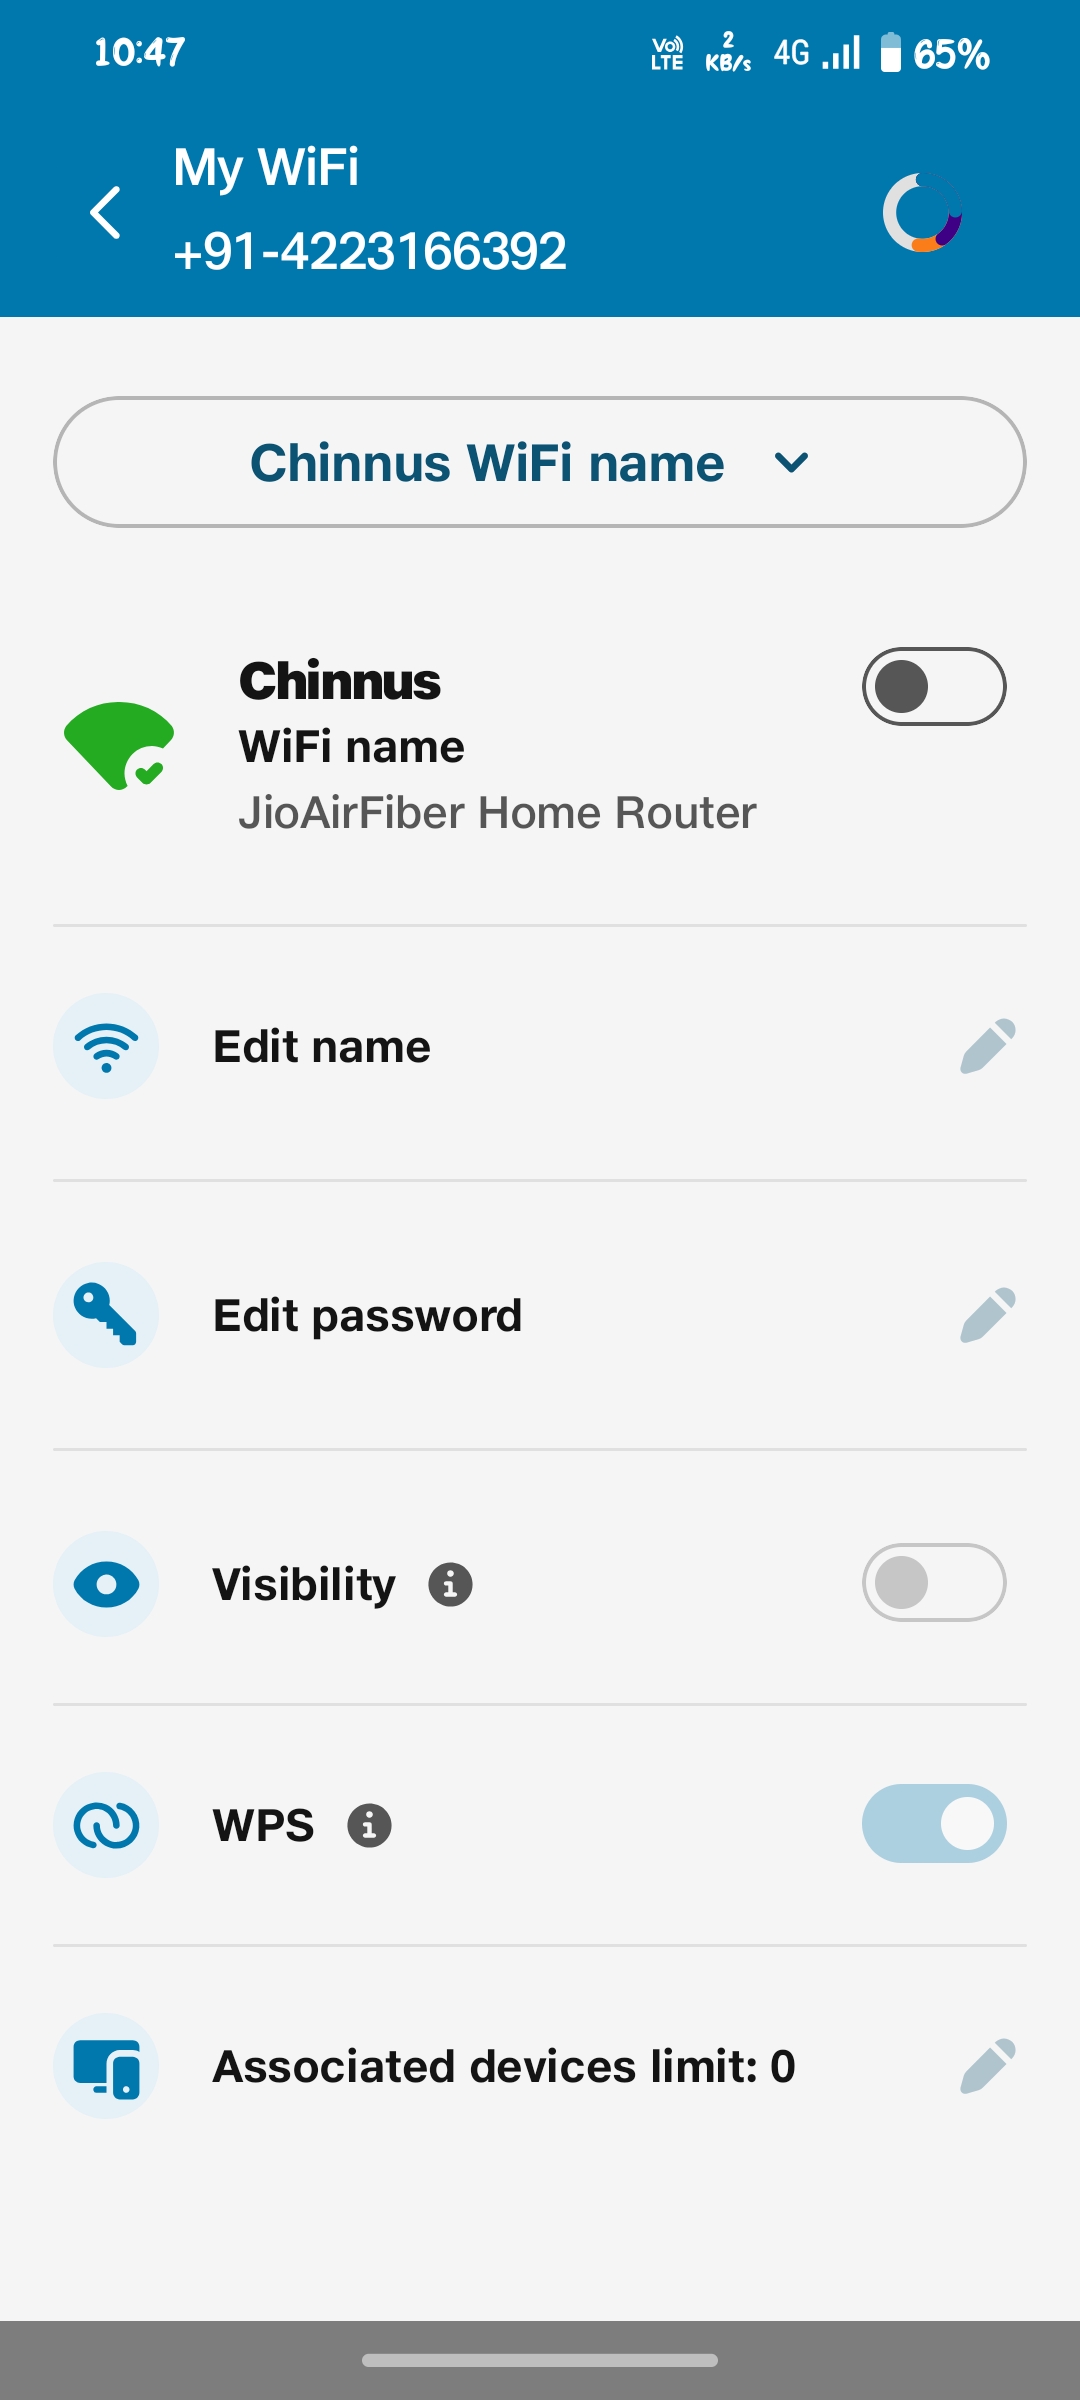 10:47
Vo LTE 2 KB/s 4G 65%
My WiFi
+91-4223166392
Chinnus WiFi name
Chinnus
WiFi name
JioAirFiber Home Router
Edit name
Edit password
Visibility
WPS
Associated devices limit: 0